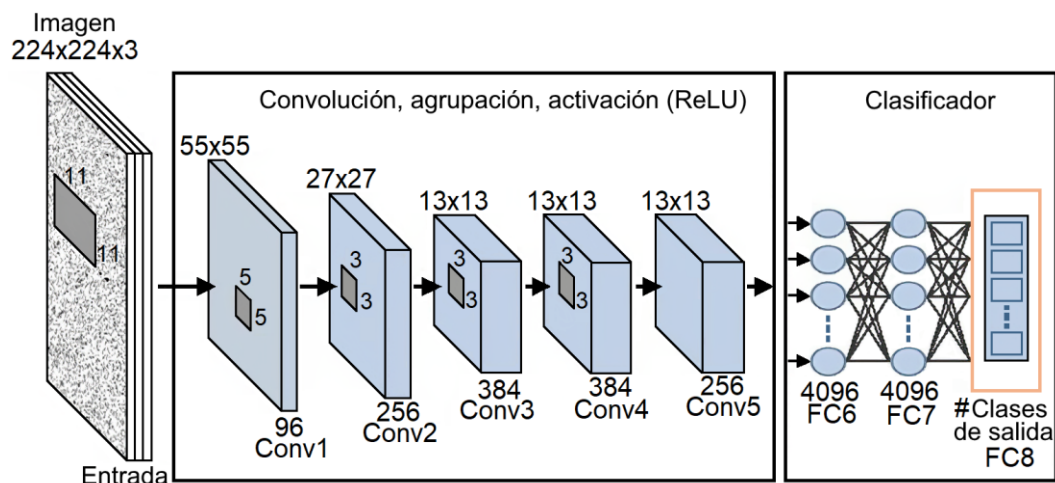 Imagen
224x224x3
11
11
Entrada
Convolución, agrupación, activación (ReLU)
55x55
5
5
96
Conv1
27x27
3
3
256
Conv2
13x13
3
3
384
Conv3
13x13
3
3
384
Conv4
13x13
256
Conv5
Clasificador
4096
FC6
4096
FC7
#Clases
de salida
FC8